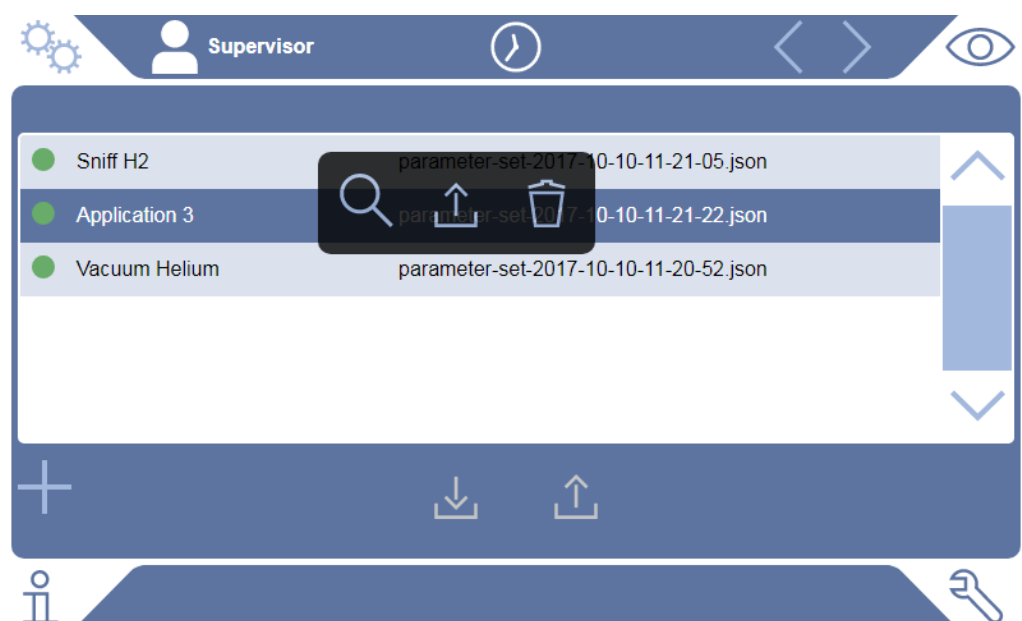 Supervisor
Sniff H2 parameter-set-2017-10-10-11-21-05.json
Application 3 parameter-set-2017-10-10-11-21-22.json
Vacuum Helium parameter-set-2017-10-10-11-20-52.json